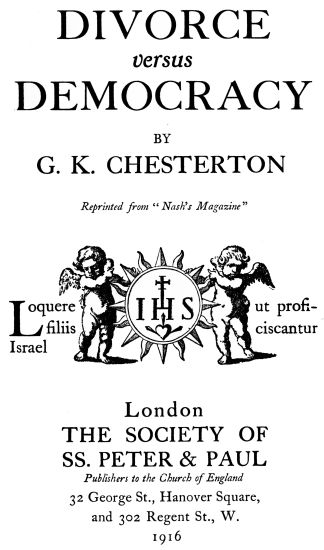 DIVORCE
versus
DEMOCRACY
BY
G. K. CHESTERTON
Reprinted from "Nash's Magazine"
Loquere
filiis
Israel
IHS
ut profi-
ciscantur
London
THE SOCIETY OF
SS. PETER & PAUL
Publishers to the Church of England
32 George St., Hanover Square,
and 302 Regent St., W.
1916